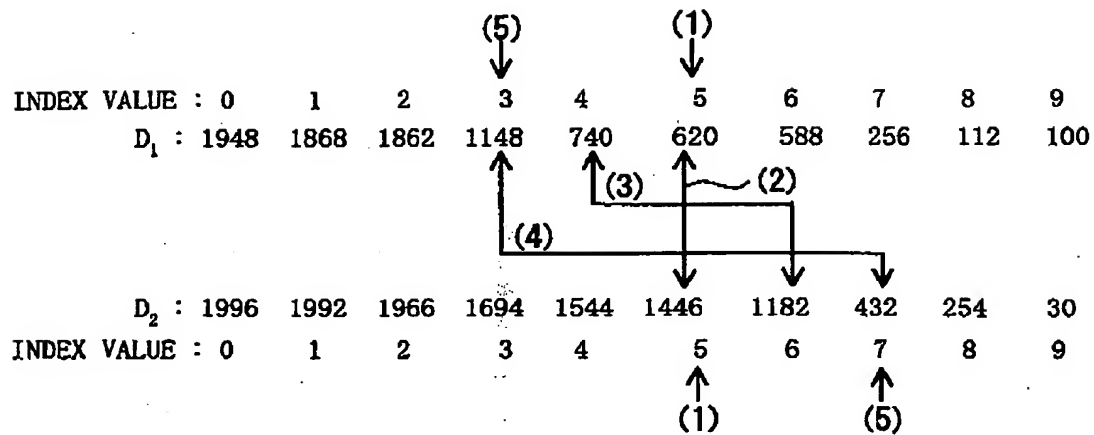 (5) (1)
INDEX VALUE : 0 1 2 3 4 5 6 7 8 9
D₁ : 1948 1868 1862 1148 740 620 588 256 112 100
(3) (2)
(4)
D₂ : 1996 1992 1966 1694 1544 1446 1182 432 254 30
INDEX VALUE : 0 1 2 3 4 5 6 7 8 9
(1) (5)